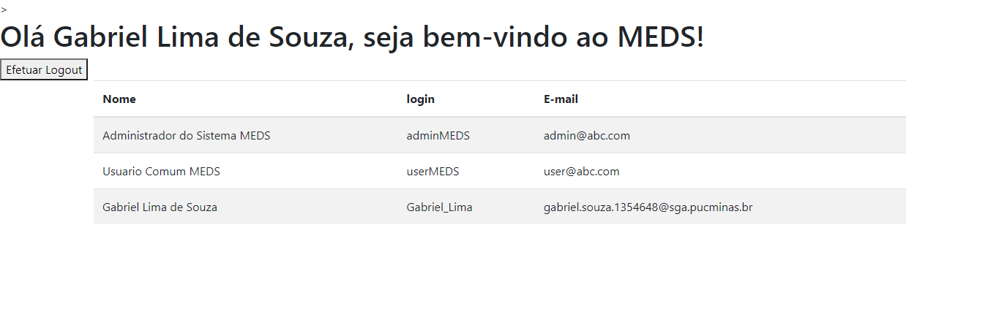 >
Olá Gabriel Lima de Souza, seja bem-vindo ao MEDS!
Efetuar Logout
Nome login E-mail
Administrador do Sistema MEDS adminMEDS admin@abc.com
Usuario Comum MEDS userMEDS user@abc.com
Gabriel Lima de Souza Gabriel_Lima gabriel.souza.1354648@sga.pucminas.br